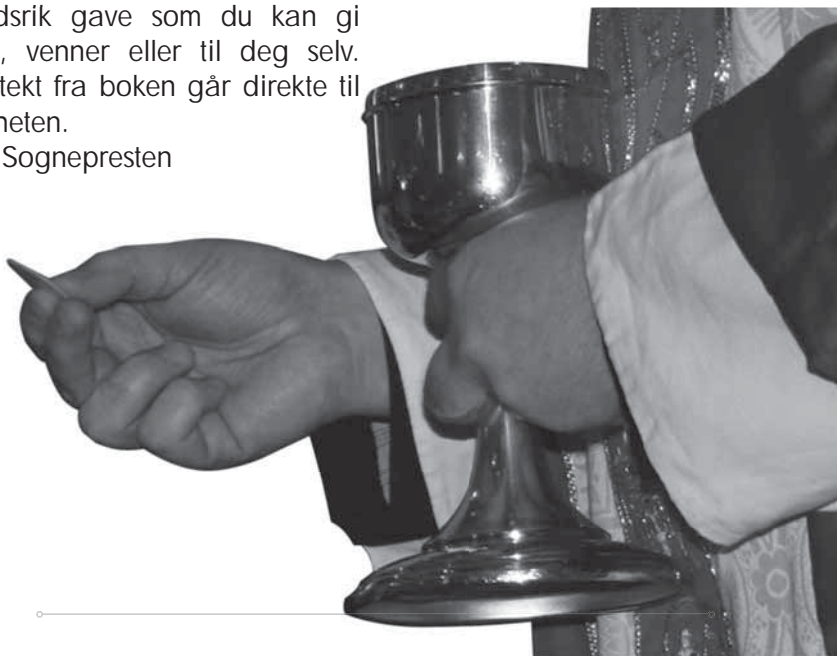 dsrik gave som du kan gi
, venner eller til deg selv.
tekt fra boken går direkte til
heten.
Sognepresten